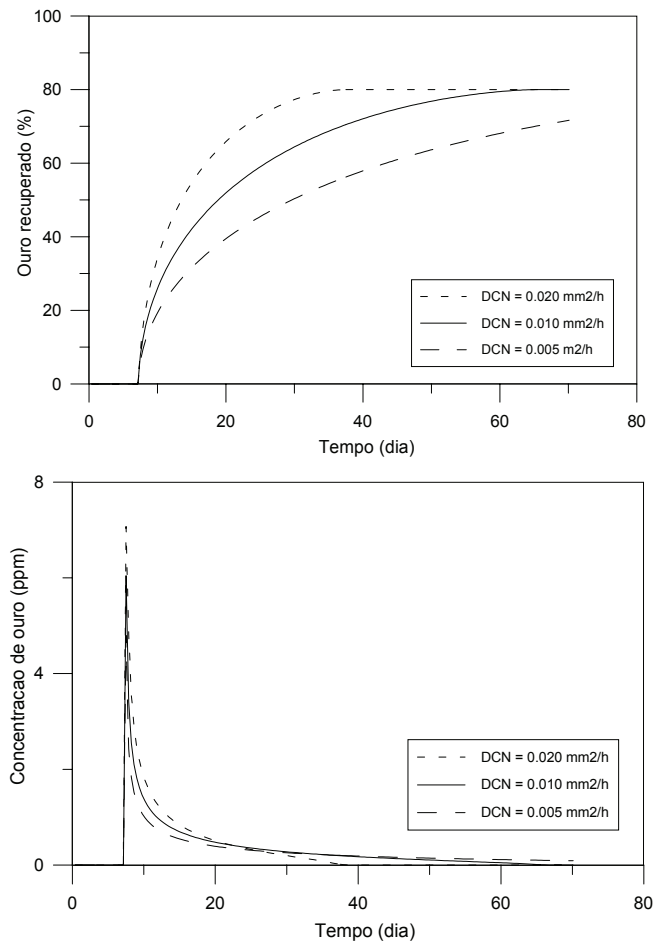 100
80
60
40
20
0
Ouro recuperado (%)
DCN = 0.020 mm2/h
DCN = 0.010 mm2/h
DCN = 0.005 m2/h
0 20 40 60 80
Tempo (dia)
8
4
0
Concentracao de ouro (ppm)
DCN = 0.020 mm2/h
DCN = 0.010 mm2/h
DCN = 0.005 mm2/h
0 20 40 60 80
Tempo (dia)